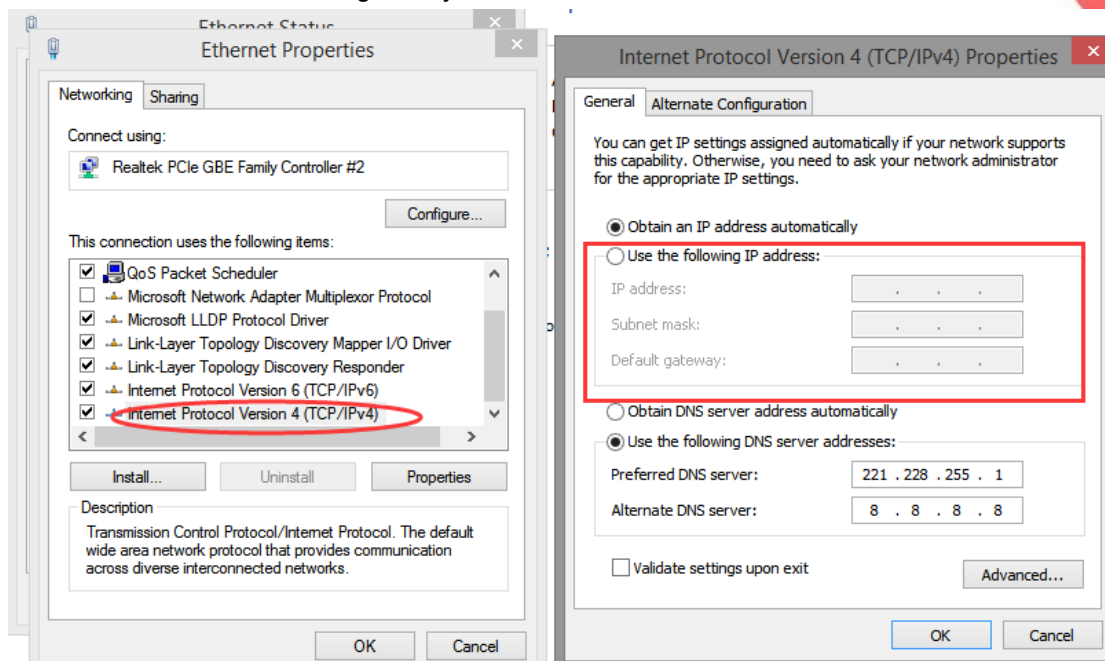 Ethernet Status
Ethernet Properties
Networking
Sharing
Connect using:
Realtek PCIe GBE Family Controller #2
Configure...
This connection uses the following items:
QoS Packet Scheduler
Microsoft Network Adapter Multiplexor Protocol
Microsoft LLDP Protocol Driver
Link-Layer Topology Discovery Mapper I/O Driver
Link-Layer Topology Discovery Responder
Internet Protocol Version 6 (TCP/IPv6)
Internet Protocol Version 4 (TCP/IPv4)
Install...
Uninstall
Properties
Description
Transmission Control Protocol/Internet Protocol. The default
wide area network protocol that provides communication
across diverse interconnected networks.
OK
Cancel
Internet Protocol Version 4 (TCP/IPv4) Properties
General
Alternate Configuration
You can get IP settings assigned automatically if your network supports
this capability. Otherwise, you need to ask your network administrator
for the appropriate IP settings.
Obtain an IP address automatically
Use the following IP address:
IP address: . . .
Subnet mask: . . .
Default gateway: . . .
Obtain DNS server address automatically
Use the following DNS server addresses:
Preferred DNS server: 221 . 228 . 255 . 1
Alternate DNS server: 8 . 8 . 8 . 8
Validate settings upon exit
Advanced...
OK
Cancel